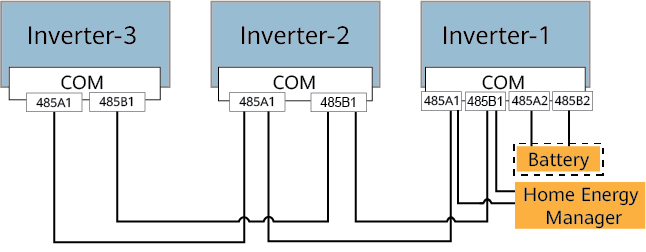 Inverter-3 Inverter-2 Inverter-1
COM COM COM
485A1 485B1 485A1 485B1 485A1 485B1 485A2 485B2
Battery
Home Energy
Manager